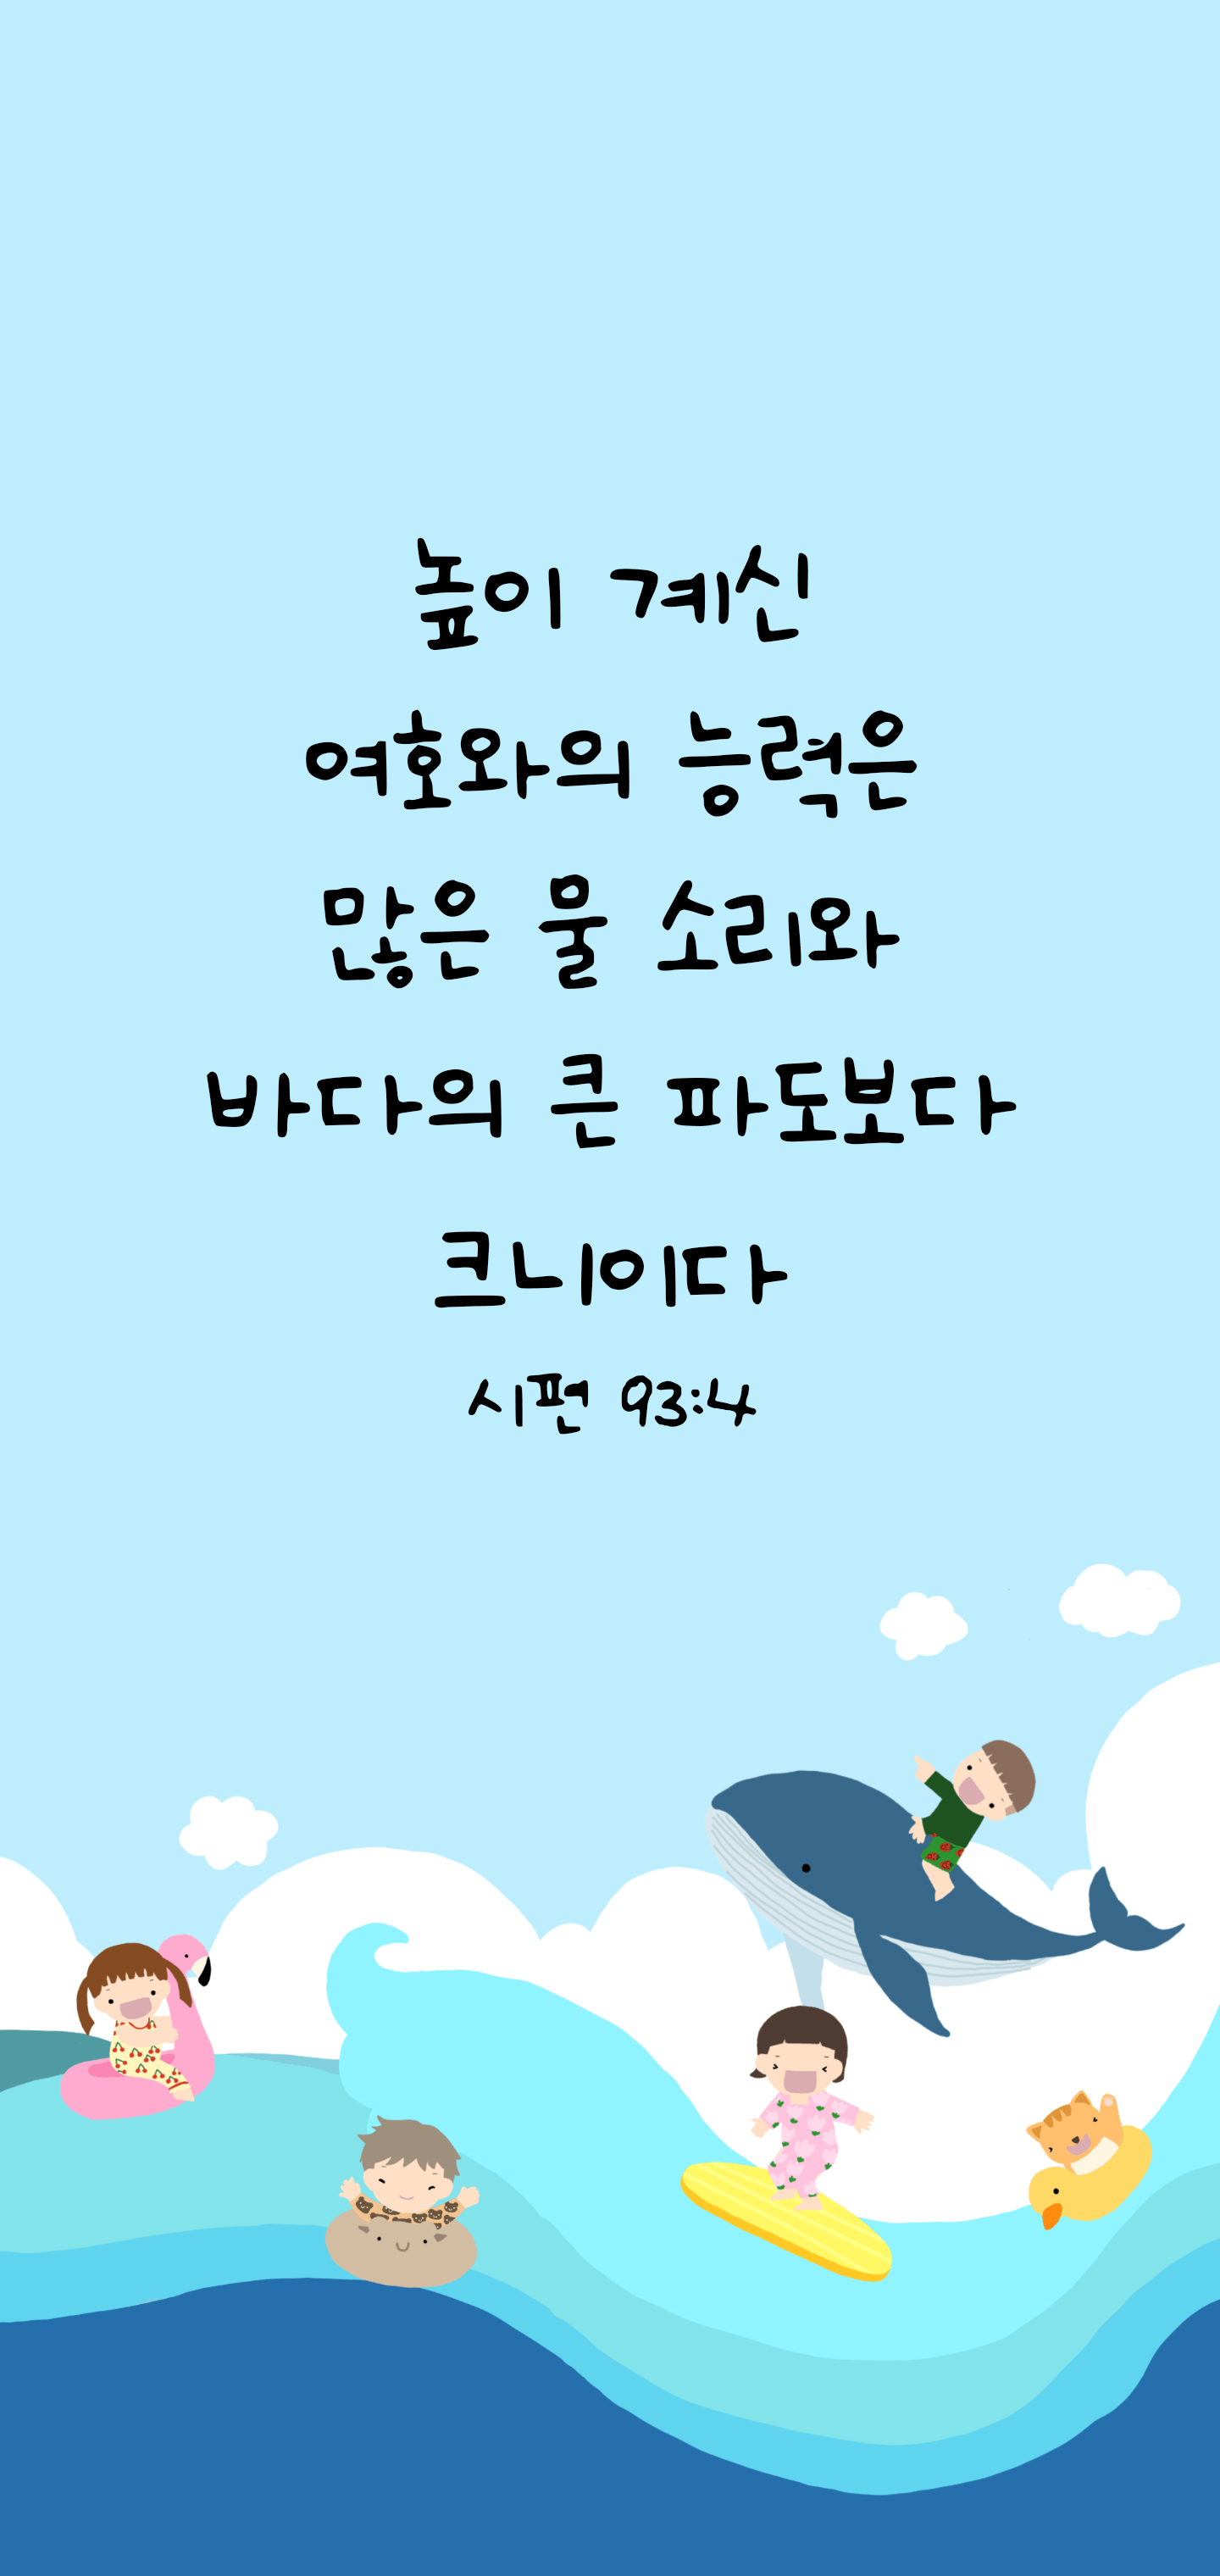 높이 계신
여호와의 능력은
많은 물 소리와
바다의 큰 파도보다
크니이다
시편 93:4